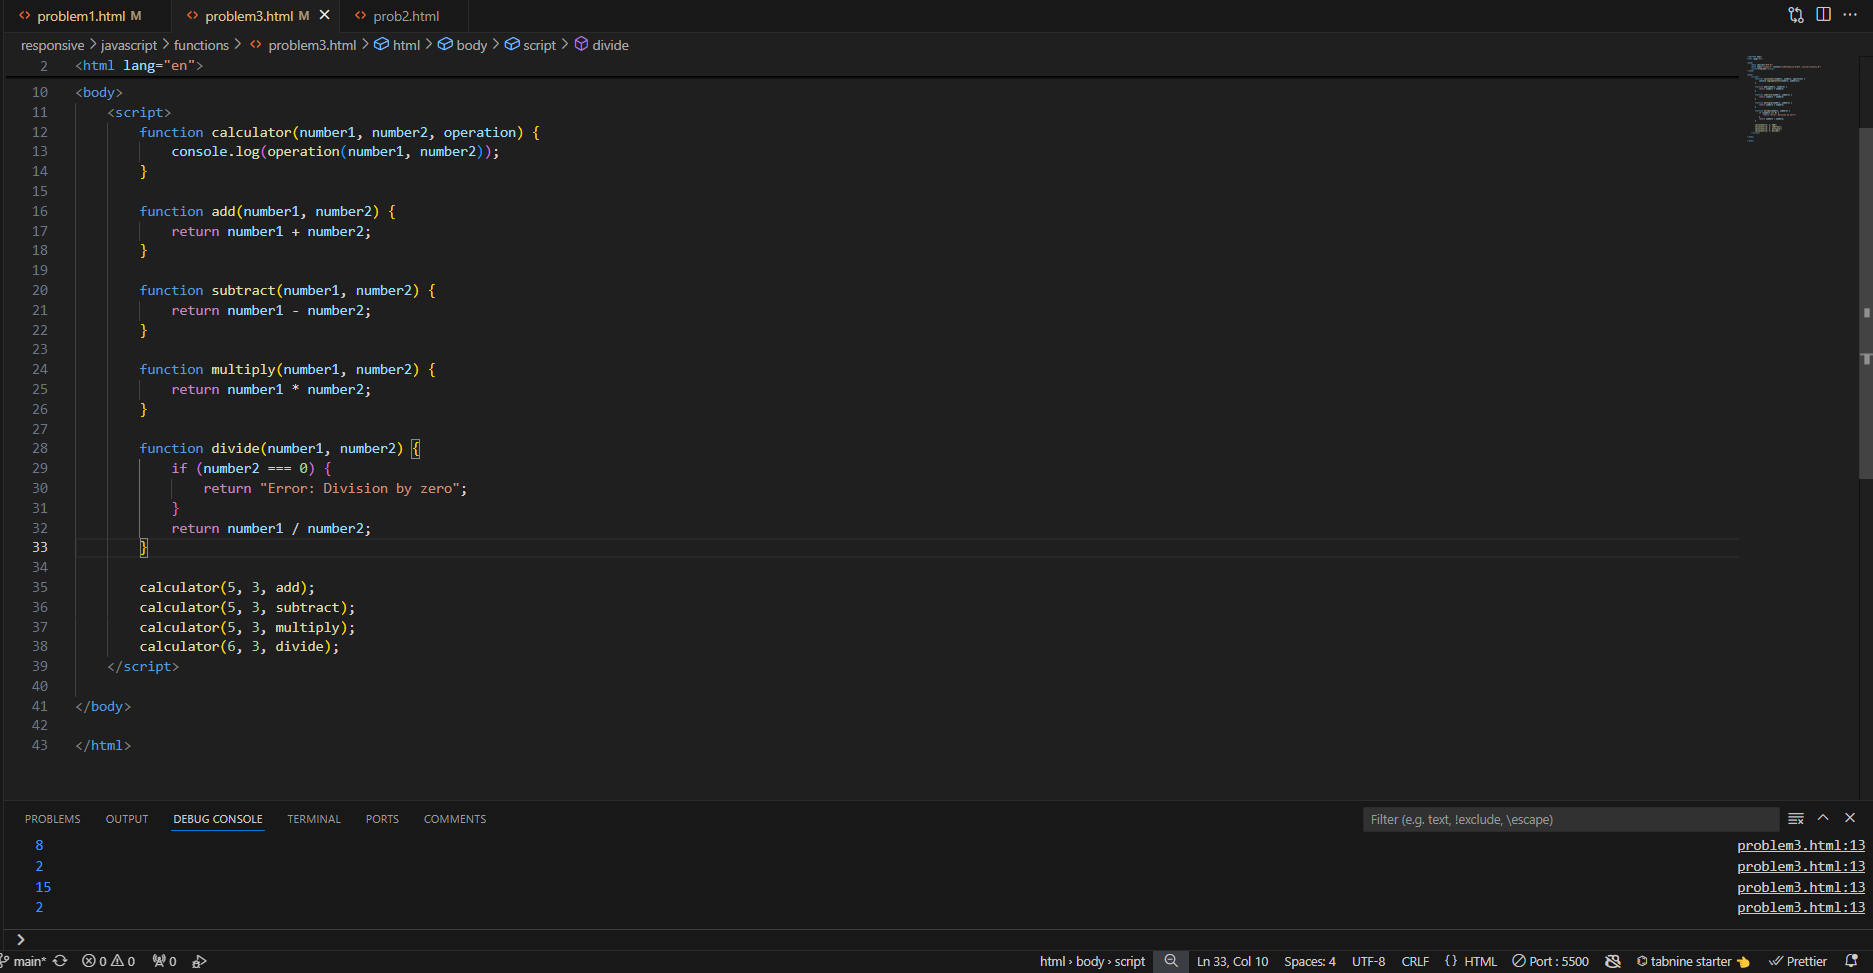 problem1.html M
problem3.html M
prob2.html
responsive > javascript > functions > problem3.html > html > body > script > divide
2 <html lang="en">
10 <body>
11 <script>
12 function calculator(number1, number2, operation) {
13 console.log(operation(number1, number2));
14 }
15
16 function add(number1, number2) {
17 return number1 + number2;
18 }
19
20 function subtract(number1, number2) {
21 return number1 - number2;
22 }
23
24 function multiply(number1, number2) {
25 return number1 * number2;
26 }
27
28 function divide(number1, number2) {
29 if (number2 === 0) {
30 return "Error: Division by zero";
31 }
32 return number1 / number2;
33 }
34
35 calculator(5, 3, add);
36 calculator(5, 3, subtract);
37 calculator(5, 3, multiply);
38 calculator(6, 3, divide);
39 </script>
40
41 </body>
42
43 </html>
PROBLEMS OUTPUT DEBUG CONSOLE TERMINAL PORTS COMMENTS Filter (e.g. text, !exclude, \escape)
8 problem3.html:13
2 problem3.html:13
15 problem3.html:13
2 problem3.html:13
main* 0 0 0 html › body › script Ln 33, Col 10 Spaces: 4 UTF-8 CRLF {} HTML Port : 5500 tabnine starter Prettier